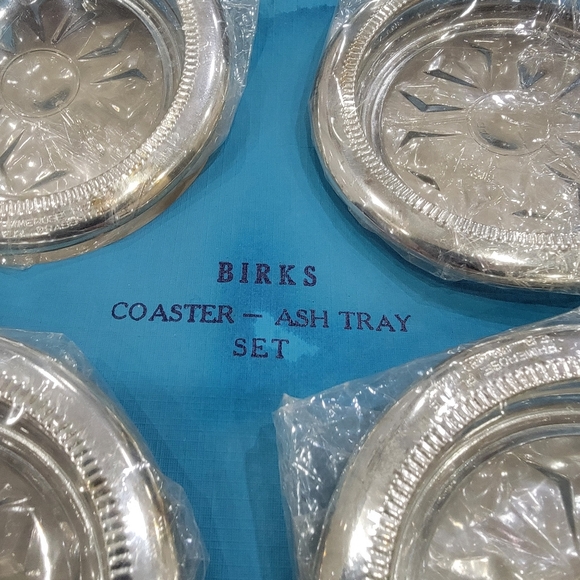 BIRKS
COASTER — ASH TRAY
SET